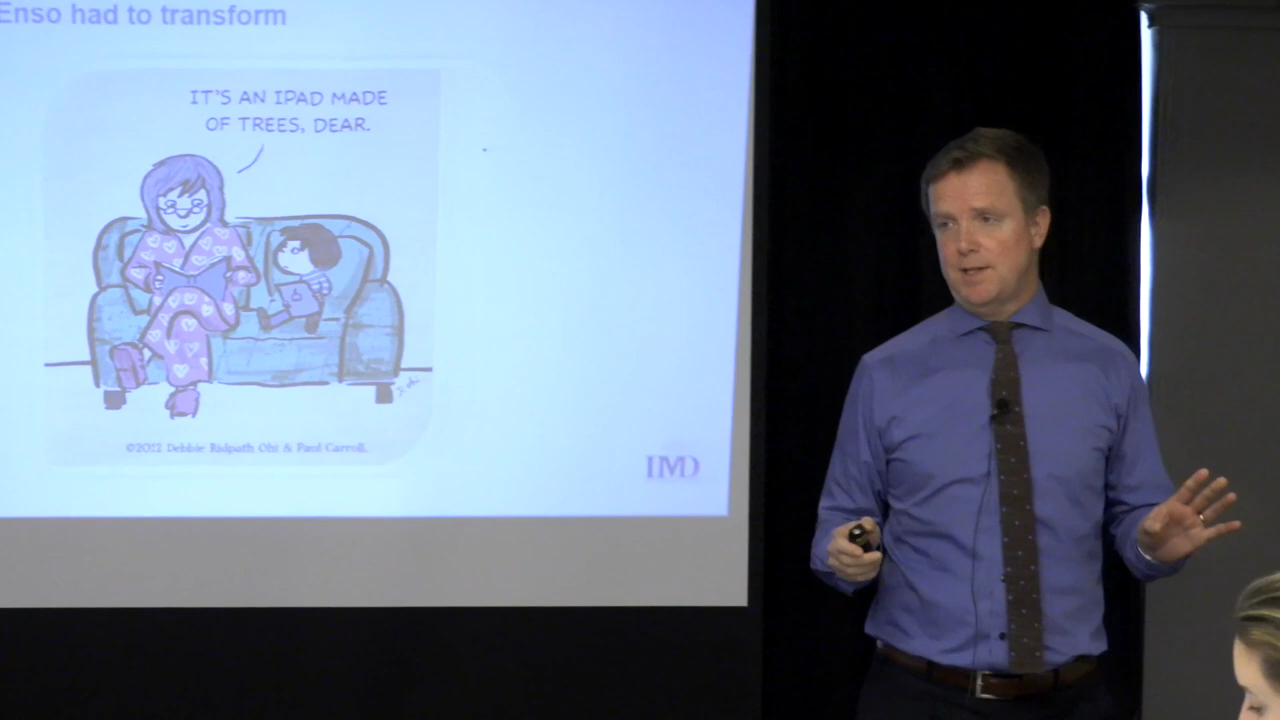 Enso had to transform
IT'S AN IPAD MADE
OF TREES, DEAR.
©2012 Debbie Ridpath Ohi & Paul Carroll.
IMD